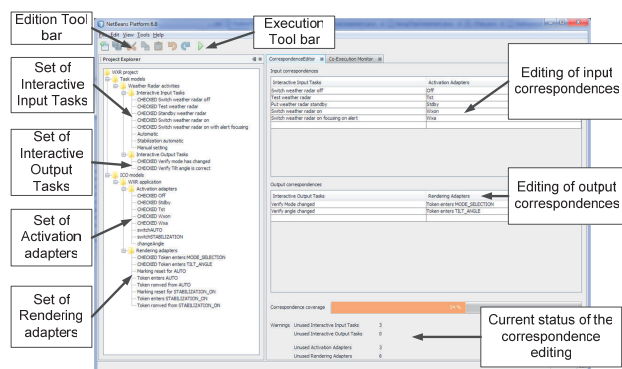 Edition Tool
bar
Execution
Tool bar
Set of
Interactive
Input Tasks
Set of
Interactive
Output
Tasks
Set of
Activation
adapters
Set of
Rendering
adapters
Editing of input
correspondences
Editing of output
correspondences
Current status of the
correspondence
editing
NetBeans Platform 6.8
Edit View Tools Help
Project Explorer
WXR project
Task models
Weather Radar activities
Interactive Input Tasks
CHECKED Switch weather radar off
CHECKED Test weather radar
CHECKED Standby weather radar
CHECKED Switch weather radar on
CHECKED Switch weather radar on with alert focusing
Automatic
Stabilization automatic
Manual setting
Interactive Output Tasks
CHECKED Verify mode has changed
CHECKED Verify Tilt angle is correct
ICO models
WXR application
Activation adapters
CHECKED Off
CHECKED Stdby
CHECKED Tst
CHECKED Wxon
CHECKED Wxa
switchAUTO
switchSTABILIZATION
changeAngle
Rendering adapters
CHECKED Token enters MODE_SELECTION
CHECKED Token enters TILT_ANGLE
Marking reset for AUTO
Token enters AUTO
Token removed from AUTO
Marking reset for STABILIZATION_ON
Token enters STABILIZATION_ON
Token removed from STABILIZATION_ON
CorrespondenceEditor Co-Execution Monitor
Input correspondences
Interactive Input Tasks Activation Adapters
Switch weather radar off Off
Test weather radar Tst
Put weather radar standby Stdby
Switch weather radar on Wxon
Switch weather radar on focusing on alert Wxa
Output correspondences
Interactive Output Tasks Rendering Adapters
Verify Mode changed Token enters MODE_SELECTION
Verify angle changed Token enters TILT_ANGLE
Correspondence coverage
Warnings Unused Interactive Input Tasks 3
Unused Interactive Output Tasks 0
Unused Activation Adapters 3
Unused Rendering Adapters 6